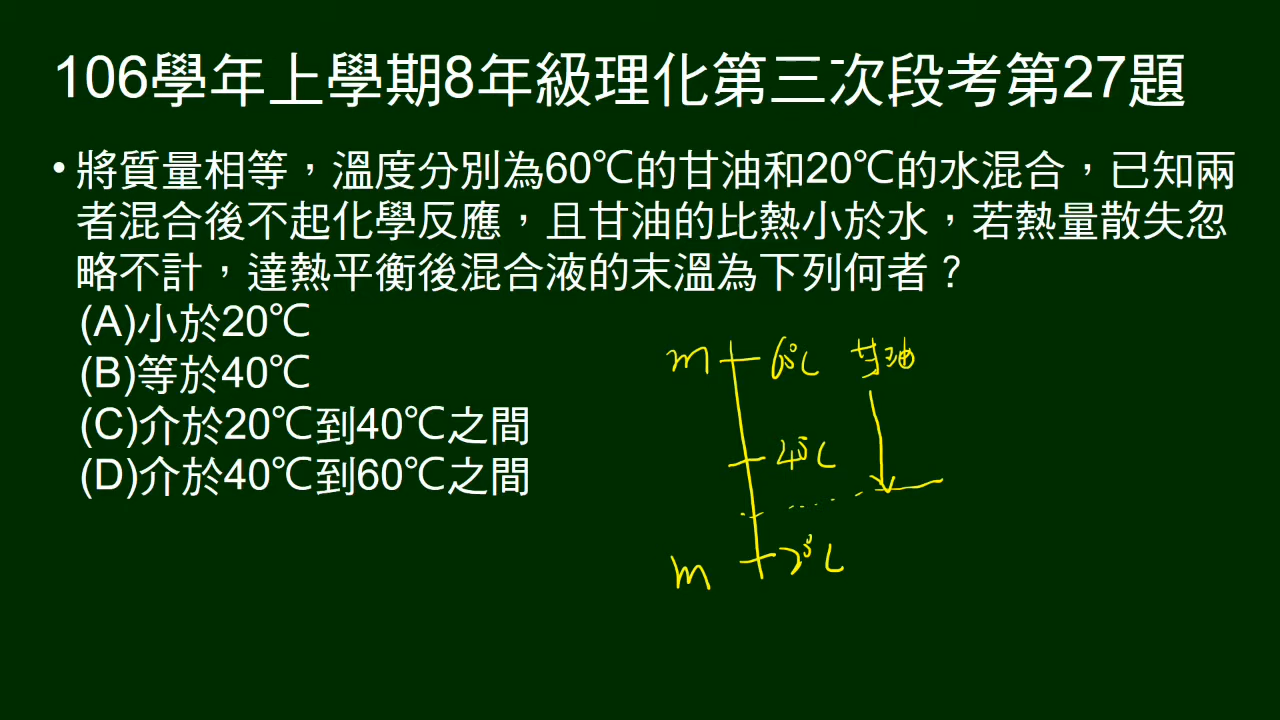 106學年上學期8年級理化第三次段考第27題
•將質量相等，溫度分別為60℃的甘油和20℃的水混合，已知兩
者混合後不起化學反應，且甘油的比熱小於水，若熱量散失忽
略不計，達熱平衡後混合液的末溫為下列何者？
(A)小於20℃
(B)等於40℃
(C)介於20℃到40℃之間
(D)介於40℃到60℃之間
m 60℃ 甘油
40℃
m 20℃